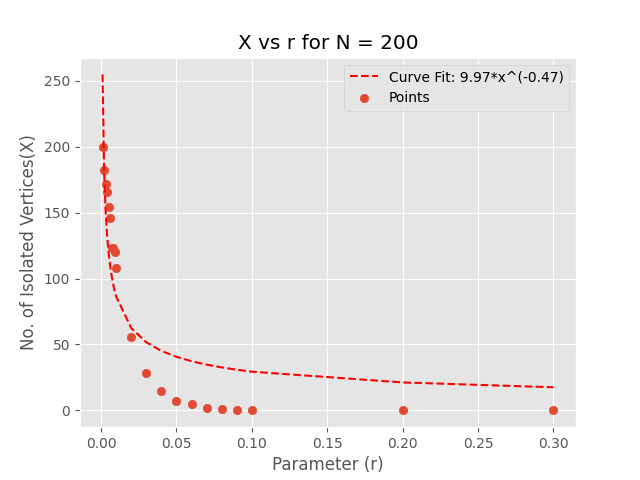 X vs r for N = 200
Curve Fit: 9.97*x^(-0.47)
Points
No. of Isolated Vertices(X)
250
200
150
100
50
0
0.00 0.05 0.10 0.15 0.20 0.25 0.30
Parameter (r)